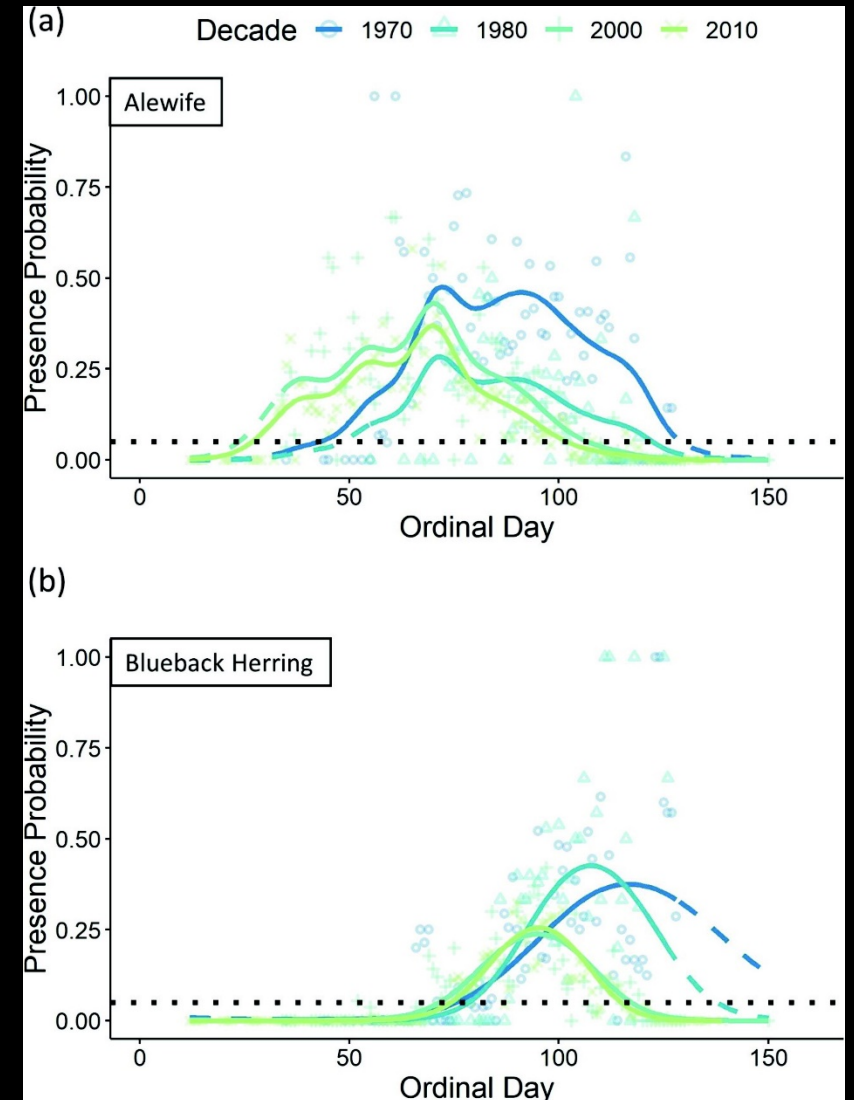 (a)
Decade 1970 1980 2000 2010
Alewife
1.00
0.75
0.50
0.25
0.00
Presence Probability
0 50 100 150
Ordinal Day
(b)
Blueback Herring
1.00
0.75
0.50
0.25
0.00
Presence Probability
0 50 100 150
Ordinal Day